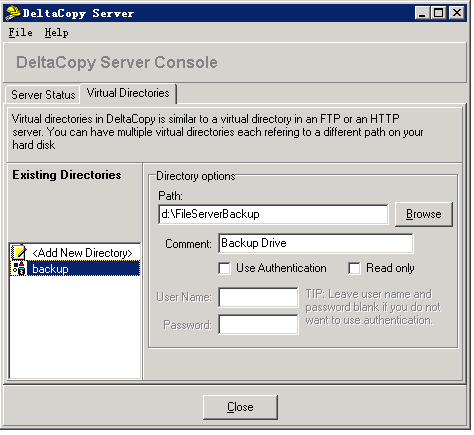 DeltaCopy Server
File Help
DeltaCopy Server Console
Server Status Virtual Directories
Virtual directories in DeltaCopy is similar to a virtual directory in an FTP or an HTTP
server. You can have multiple virtual directories each refering to a different path on your
hard disk
Existing Directories
<Add New Directory>
backup
Directory options
Path:
d:\FileServerBackup
Browse
Comment: Backup Drive
Use Authentication Read only
User Name:
Password:
TIP: Leave user name and
password blank if you do not
want to use authentication.
Close